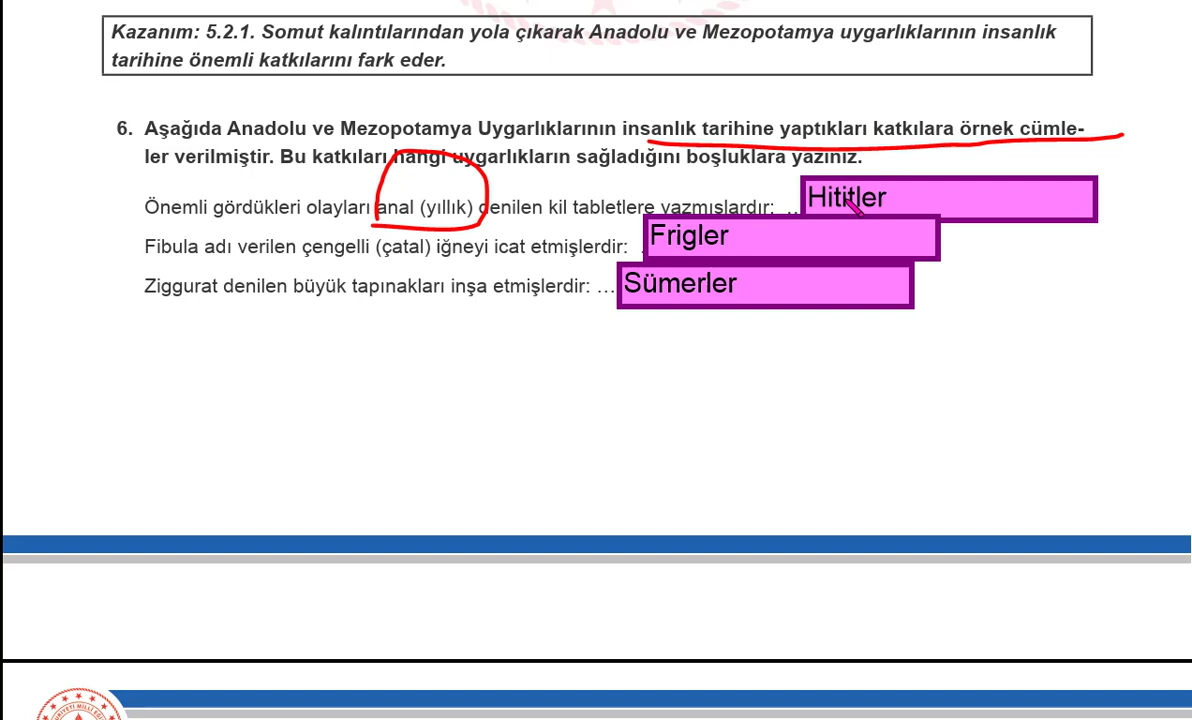 Kazanım: 5.2.1. Somut kalıntılarından yola çıkarak Anadolu ve Mezopotamya uygarlıklarının insanlık
tarihine önemli katkılarını fark eder.
6. Aşağıda Anadolu ve Mezopotamya Uygarlıklarının insanlık tarihine yaptıkları katkılara örnek cümle-
ler verilmiştir. Bu katkıları hangi uygarlıkların sağladığını boşluklara yazınız.
Önemli gördükleri olayları anal (yıllık) denilen kil tabletlere yazmışlardır: .. Hititler
Fibula adı verilen çengelli (çatal) iğneyi icat etmişlerdir: . Frigler
Ziggurat denilen büyük tapınakları inşa etmişlerdir: ... Sümerler